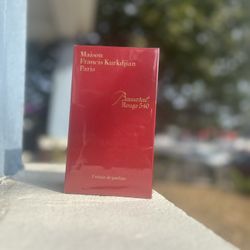 Maison
Francis Kurkdjian
Paris
Baccarat
Rouge 540
Extrait de parfum